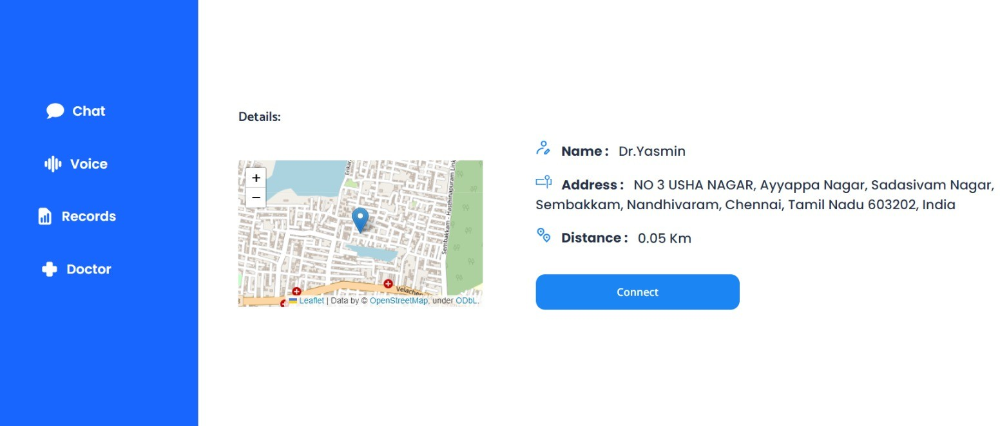 Chat
Voice
Records
Doctor
Details:
+
−
Sembakkam - Hasthinapuram Link
Leaflet | Data by © OpenStreetMap, under ODbL.
Name : Dr.Yasmin
Address : NO 3 USHA NAGAR, Ayyappa Nagar, Sadasivam Nagar,
Sembakkam, Nandhivaram, Chennai, Tamil Nadu 603202, India
Distance : 0.05 Km
Connect